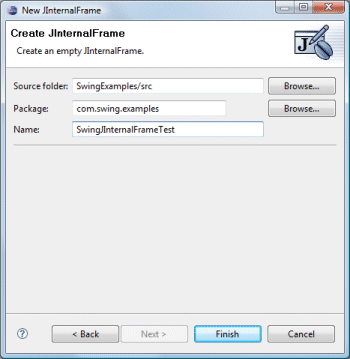 New JInternalFrame
Create JInternalFrame
Create an empty JInternalFrame.
Source folder: SwingExamples/src Browse...
Package: com.swing.examples Browse...
Name: SwingJInternalFrameTest
? < Back Next > Finish Cancel